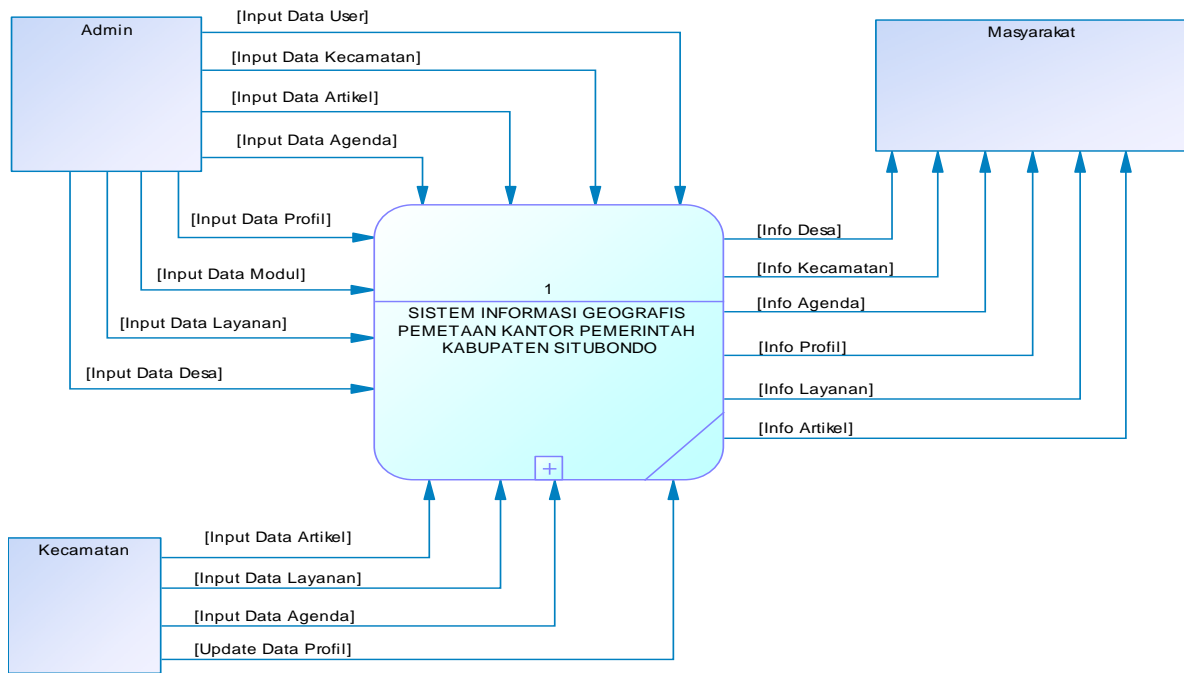 Admin
[Input Data User]
[Input Data Kecamatan]
[Input Data Artikel]
[Input Data Agenda]
[Input Data Profil]
[Input Data Modul]
[Input Data Layanan]
[Input Data Desa]
1
SISTEM INFORMASI GEOGRAFIS
PEMETAAN KANTOR PEMERINTAH
KABUPATEN SITUBONDO
Masyarakat
[Info Desa]
[Info Kecamatan]
[Info Agenda]
[Info Profil]
[Info Layanan]
[Info Artikel]
Kecamatan
[Input Data Artikel]
[Input Data Layanan]
[Input Data Agenda]
[Update Data Profil]